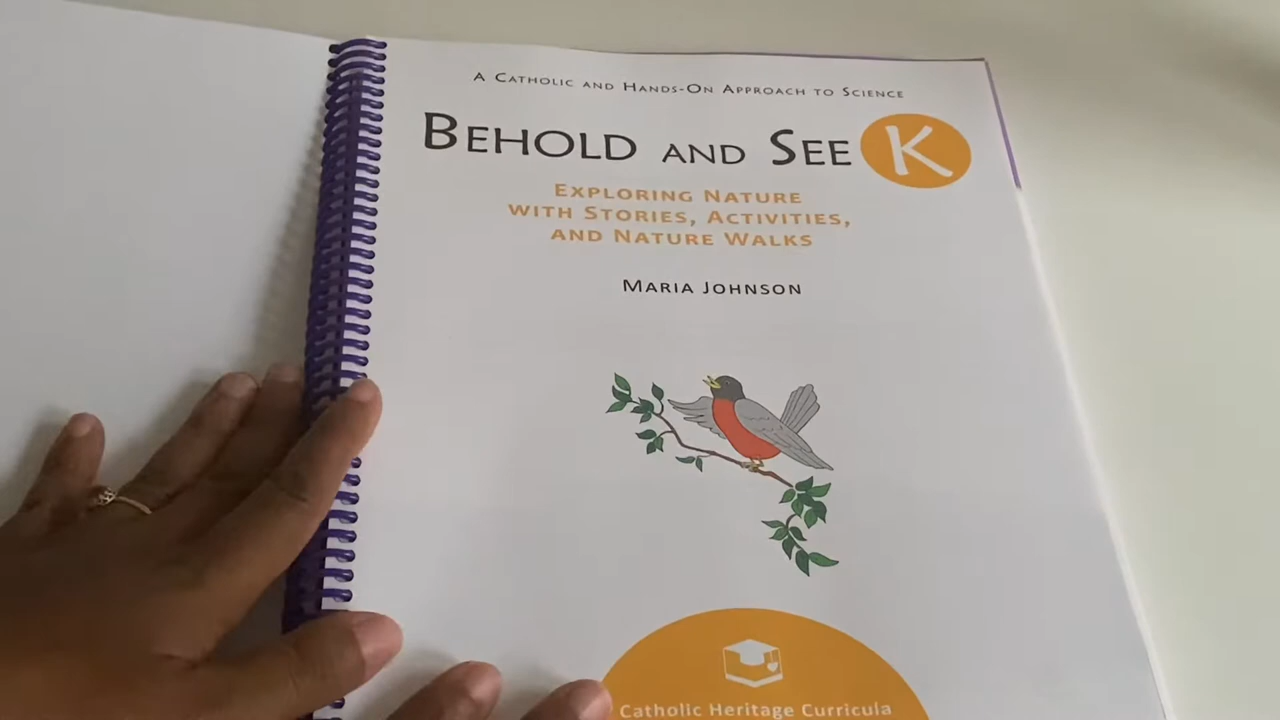 A Catholic and Hands-On Approach to Science
Behold and See K
Exploring Nature
with Stories, Activities,
and Nature Walks
Maria Johnson
Catholic Heritage Curricula